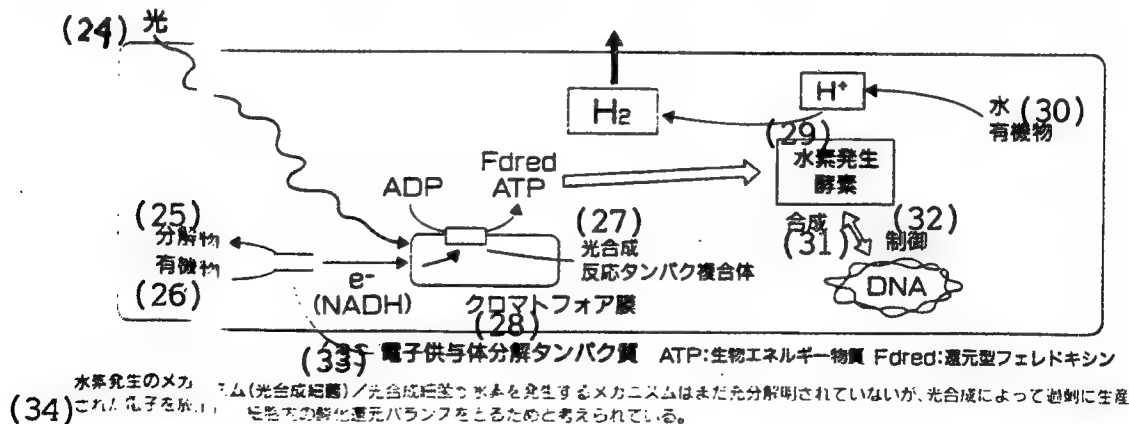 (24) 光
H₂
H⁺
水 (30)
有機物
(29)
水素発生
酵素
Fdred
ADP ATP
(25)
分解物
有機物
(26)
(27)
光合成
反応タンパク複合体
合成 (32)
(31) 制御
DNA
e⁻
(NADH)
クロマトフォア膜
(28)
(33) 電子供与体分解タンパク質 ATP:生物エネルギー物質 Fdred:還元型フェレドキシン
水素発生のメカ ム(光合成細菌)/光合成細菌の水素を発生するメカニズムはまだ充分解明されていないが、光合成によって過剰に生産
(34) された電子を の酸化還元バランスをとるためと考えられている。